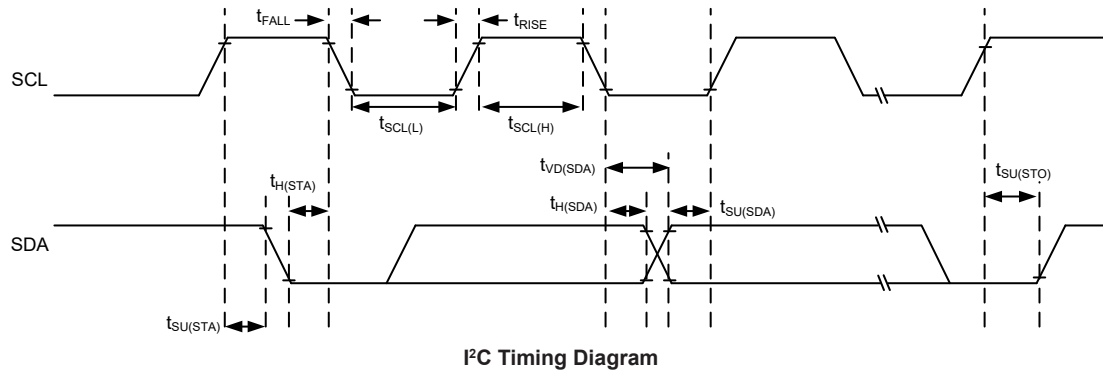 tFALL
tRISE
SCL
tSCL(L)
tSCL(H)
tVD(SDA)
tH(STA)
tSU(STO)
tH(SDA)
tSU(SDA)
SDA
tSU(STA)
I²C Timing Diagram